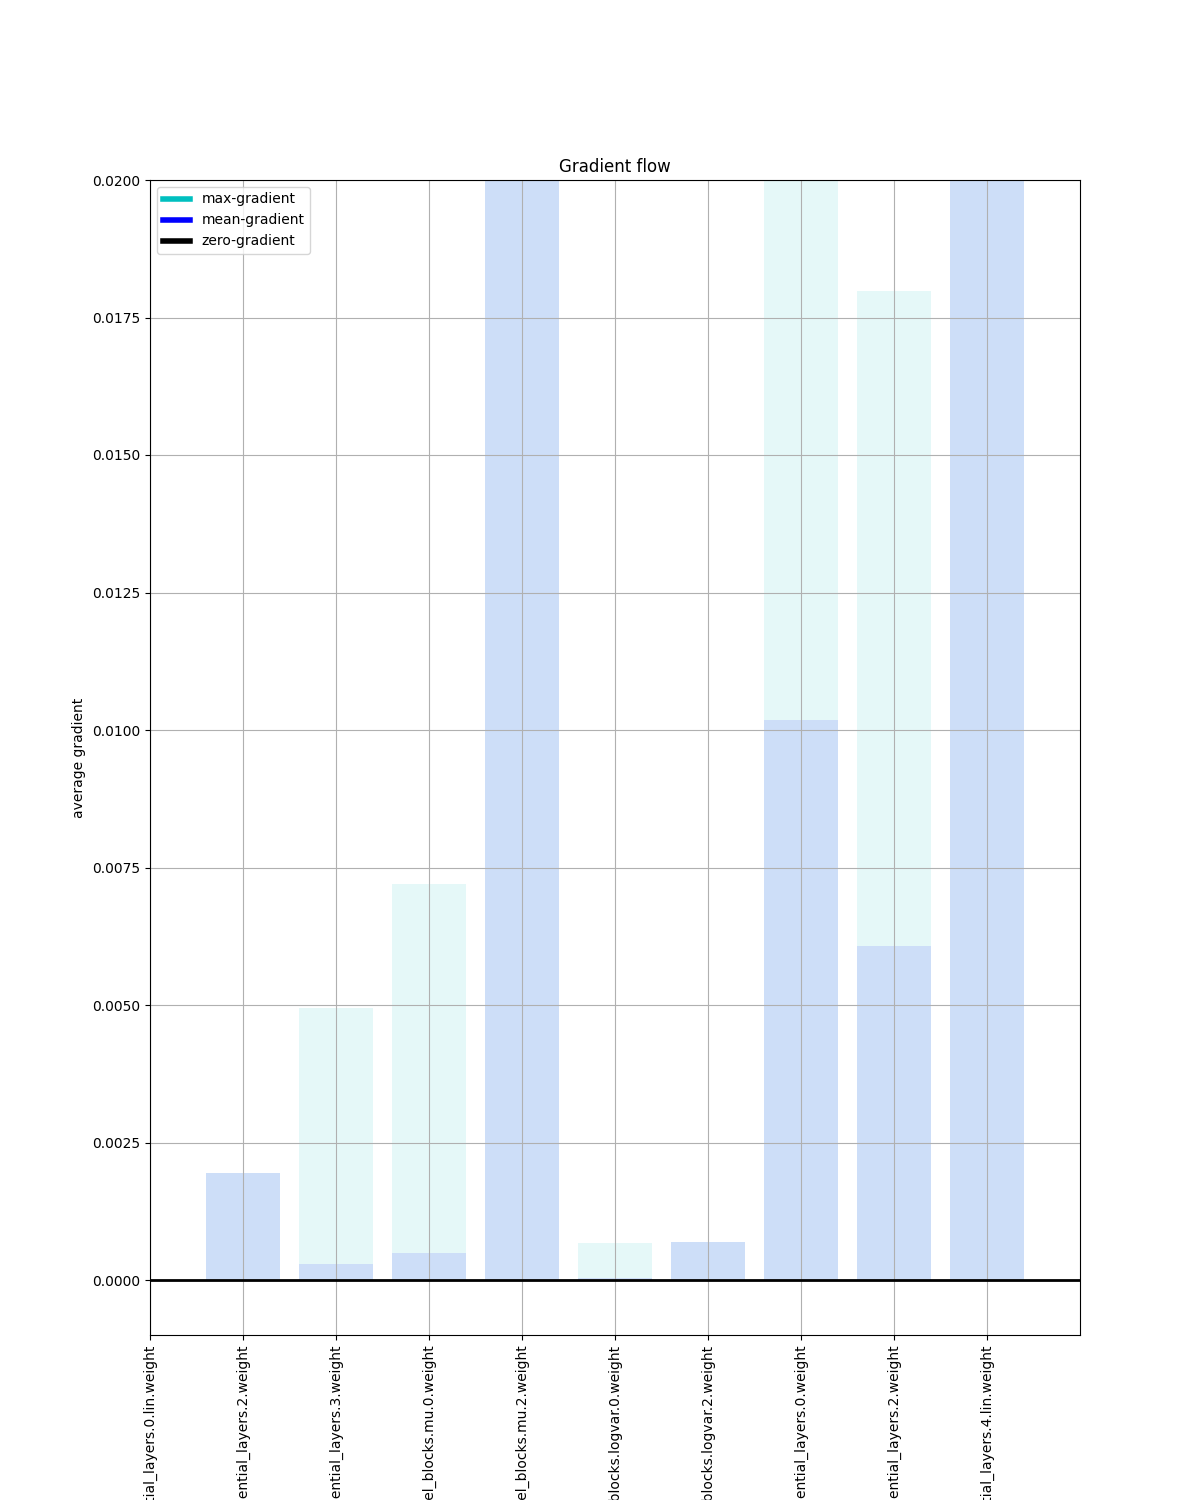 Gradient flow
max-gradient
mean-gradient
zero-gradient
0.0200
0.0175
0.0150
0.0125
0.0100
0.0075
0.0050
0.0025
0.0000
average gradient
tial_layers.0.lin.weight
ential_layers.2.weight
ential_layers.3.weight
el_blocks.mu.0.weight
el_blocks.mu.2.weight
blocks.logvar.0.weight
blocks.logvar.2.weight
ential_layers.0.weight
ential_layers.2.weight
tial_layers.4.lin.weight